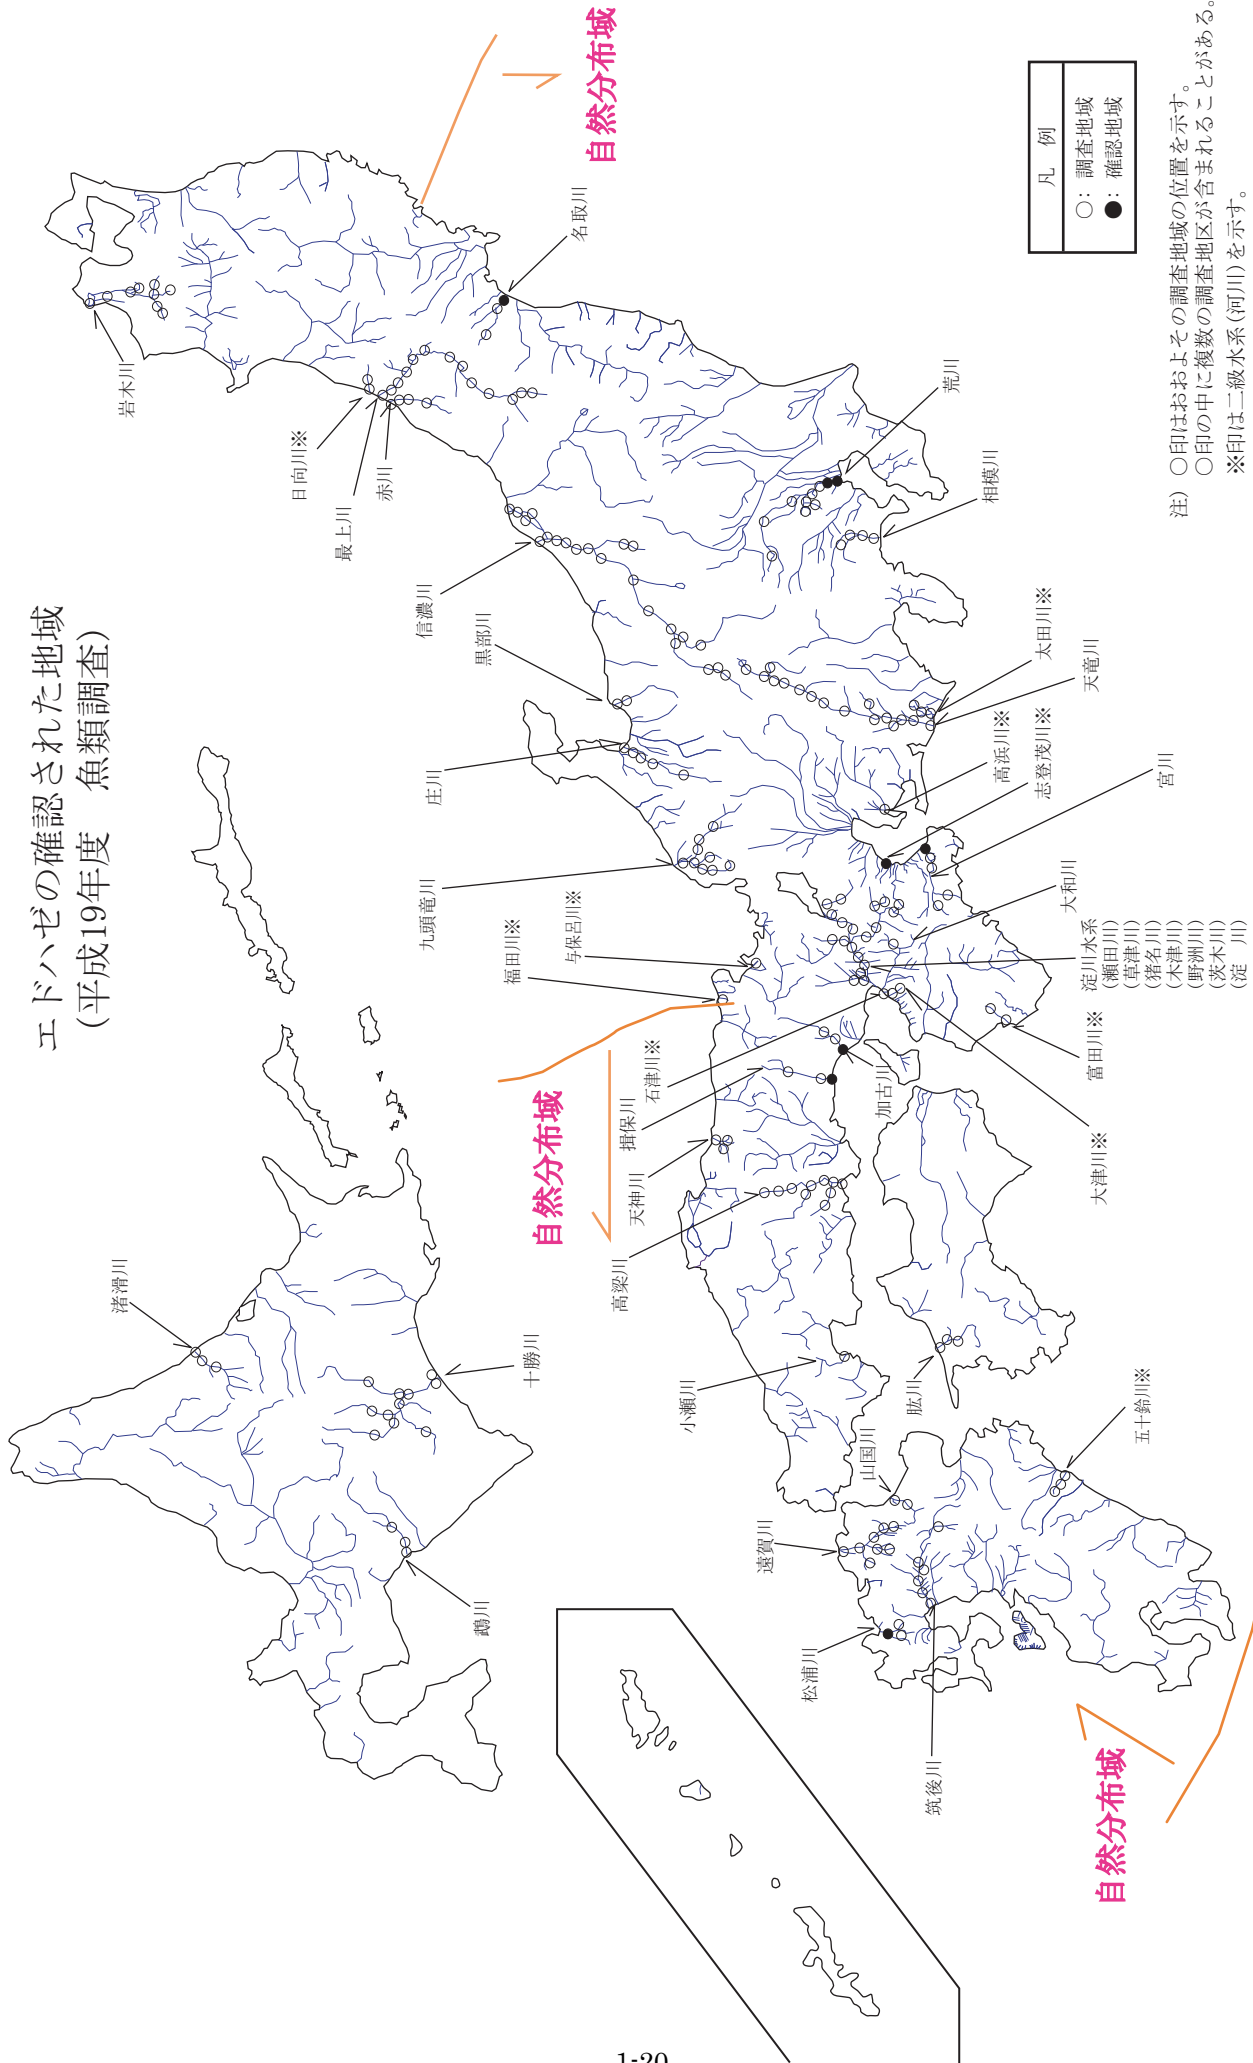 エドハゼの確認された地域
(平成19年度　魚類調査)
渚滑川
十勝川
鵡川
岩木川
日向川※
最上川
赤川
名取川
信濃川
黒部川
庄川
九頭竜川
福田川※
与保呂川※
荒川
相模川
太田川※
天竜川
高浜川※
志登茂川※
宮川
大和川
淀川水系
(瀬田川)
(草津川)
(猪名川)
(木津川)
(野洲川)
(茨木川)
(淀　川)
富田川※
大津川※
石津川※
加古川
揖保川
天神川
高梁川
小瀬川
肱川
山国川
遠賀川
五十鈴川※
松浦川
筑後川
自然分布域
自然分布域
自然分布域
凡　例
○：調査地域
●：確認地域
注）○印はおおよその調査地域の位置を示す。
○印の中に複数の調査地区が含まれることがある。
※印は二級水系(河川)を示す。
1-20